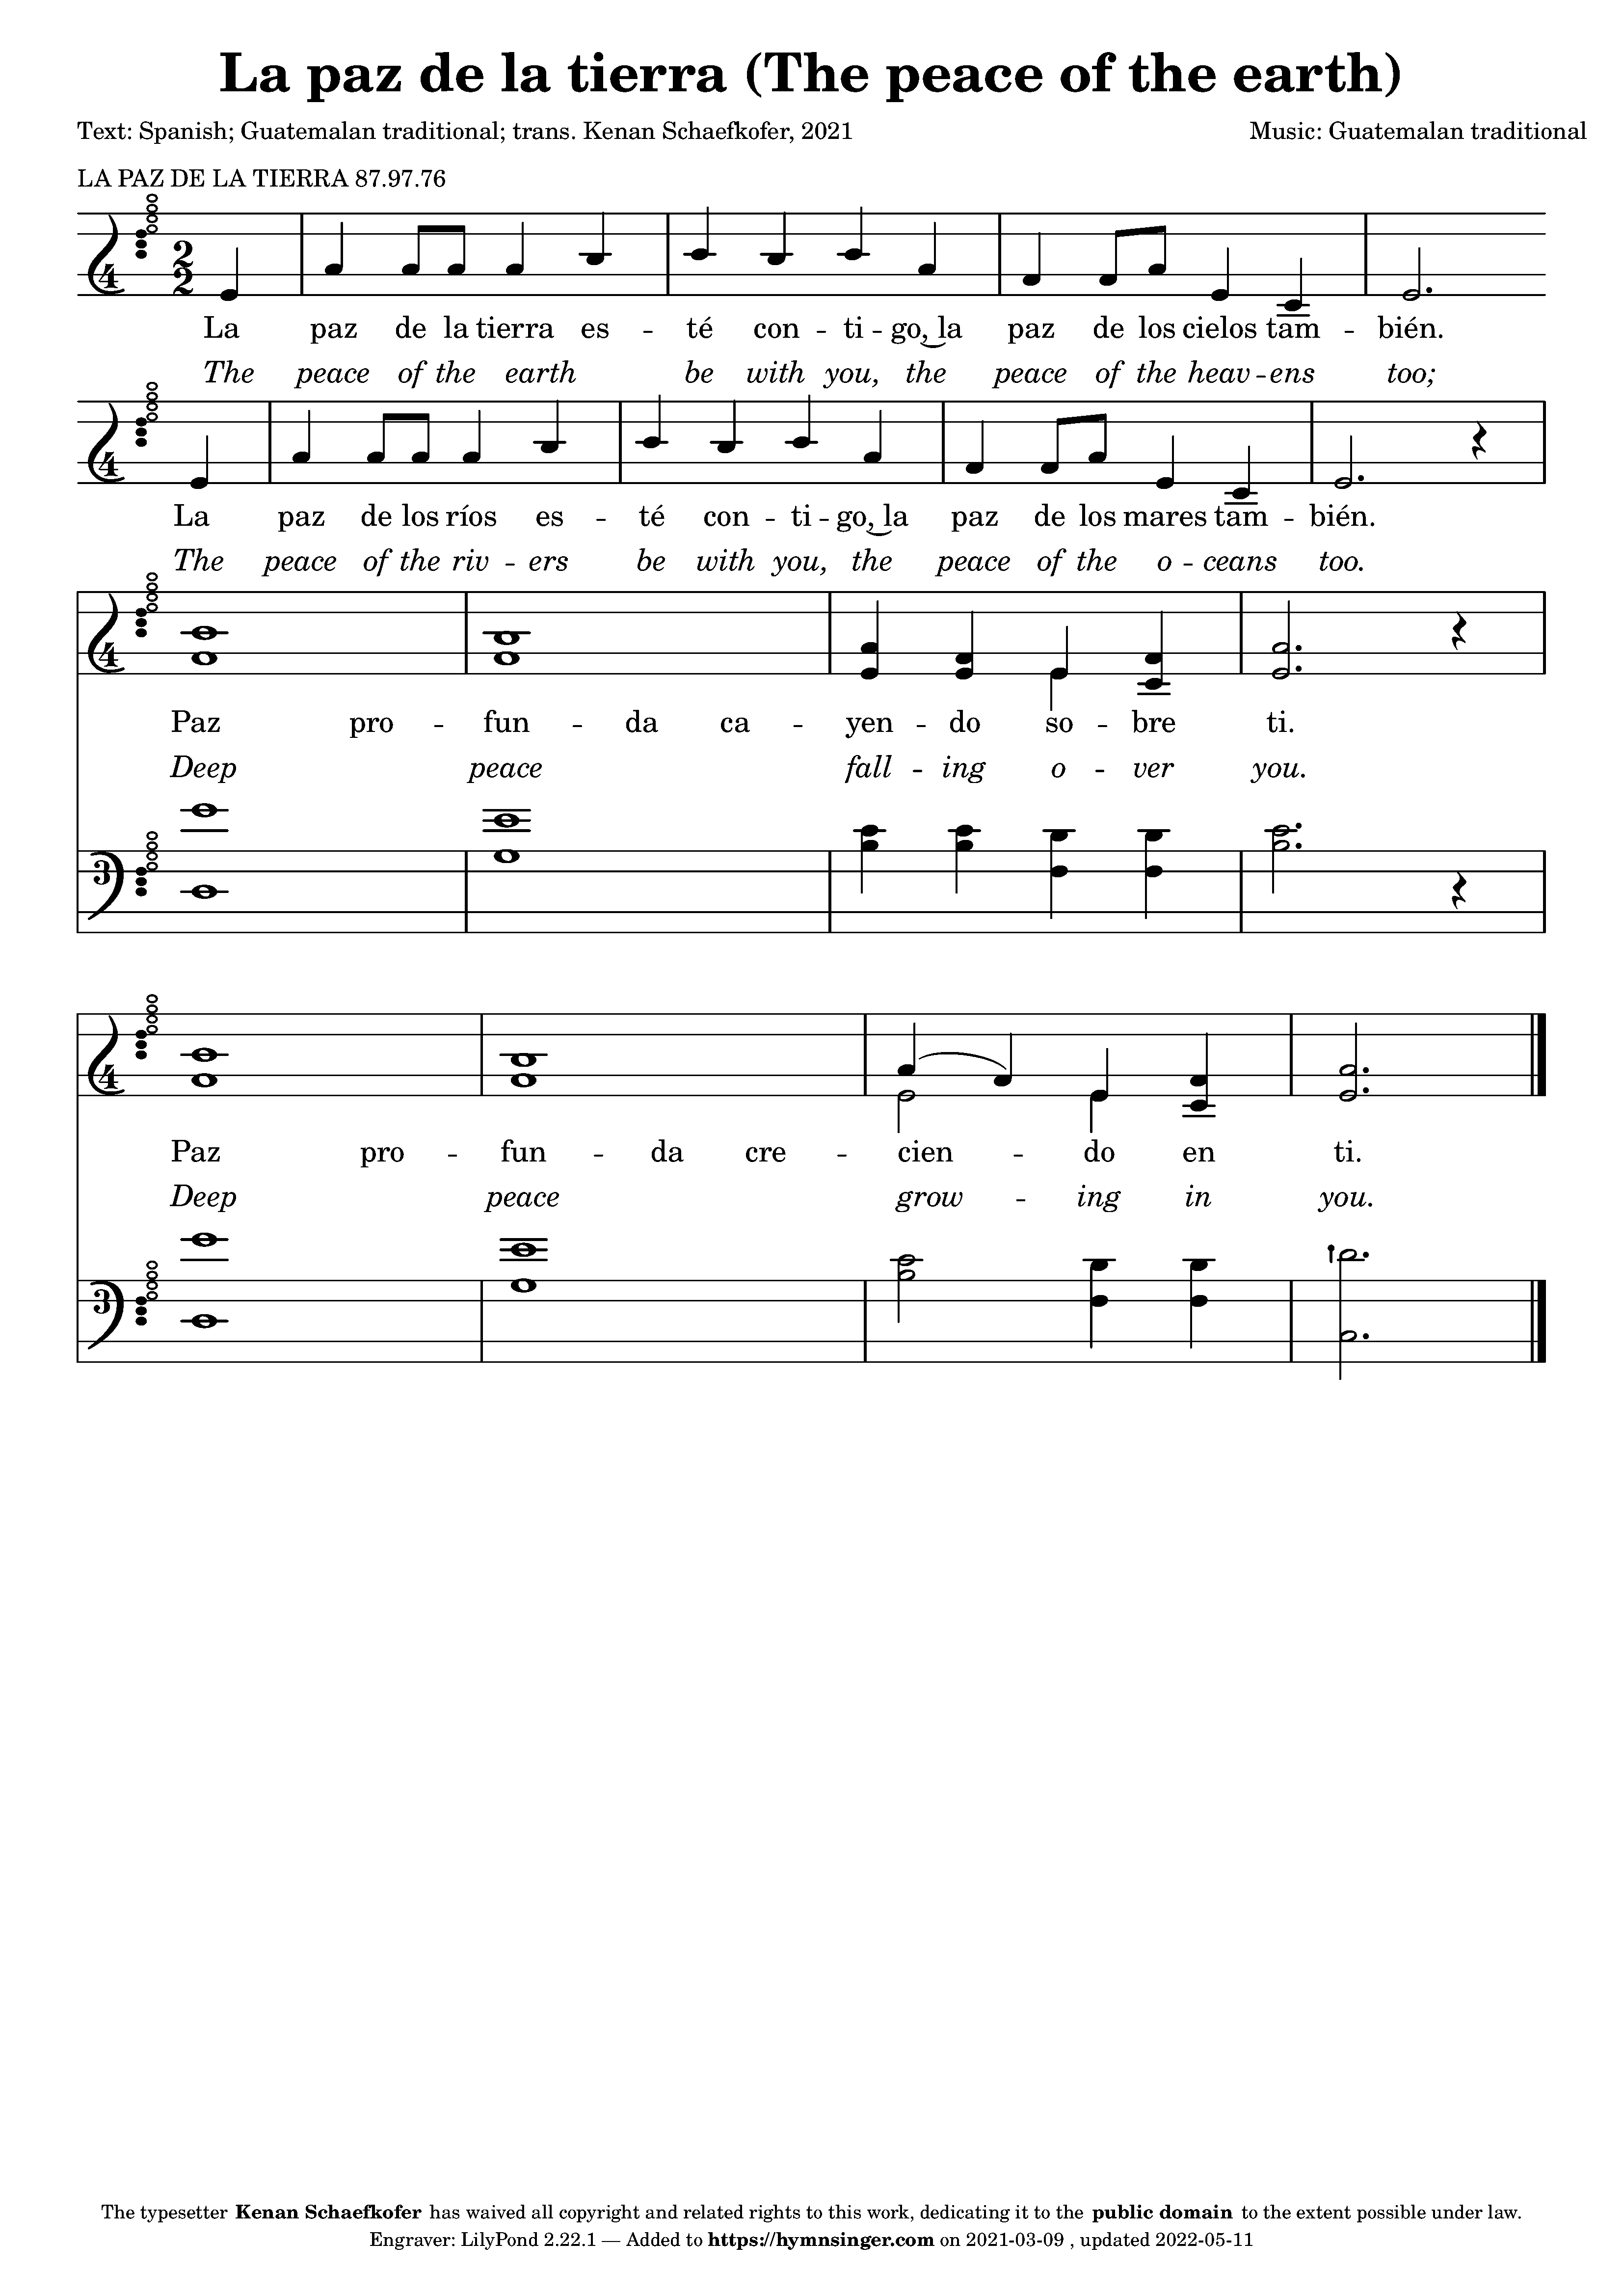 La paz de la tierra (The peace of the earth)
Text: Spanish; Guatemalan traditional; trans. Kenan Schaefkofer, 2021 Music: Guatemalan traditional
LA PAZ DE LA TIERRA 87.97.76
4 2 2
La paz de la tierra es - té con - ti - go, la paz de los cielos tam - bién.
The peace of the earth be with you, the peace of the heav - ens too;
4
La paz de los ríos es - té con - ti - go, la paz de los mares tam - bién.
The peace of the riv - ers be with you, the peace of the o - ceans too.
4
Paz pro - fun - da ca - yen - do so - bre ti.
Deep peace fall - ing o - ver you.
3
4
Paz pro - fun - da cre - cien - do en ti.
Deep peace grow - ing in you.
3
The typesetter Kenan Schaefkofer has waived all copyright and related rights to this work, dedicating it to the public domain to the extent possible under law.
Engraver: LilyPond 2.22.1 — Added to https://hymnsinger.com on 2021-03-09 , updated 2022-05-11